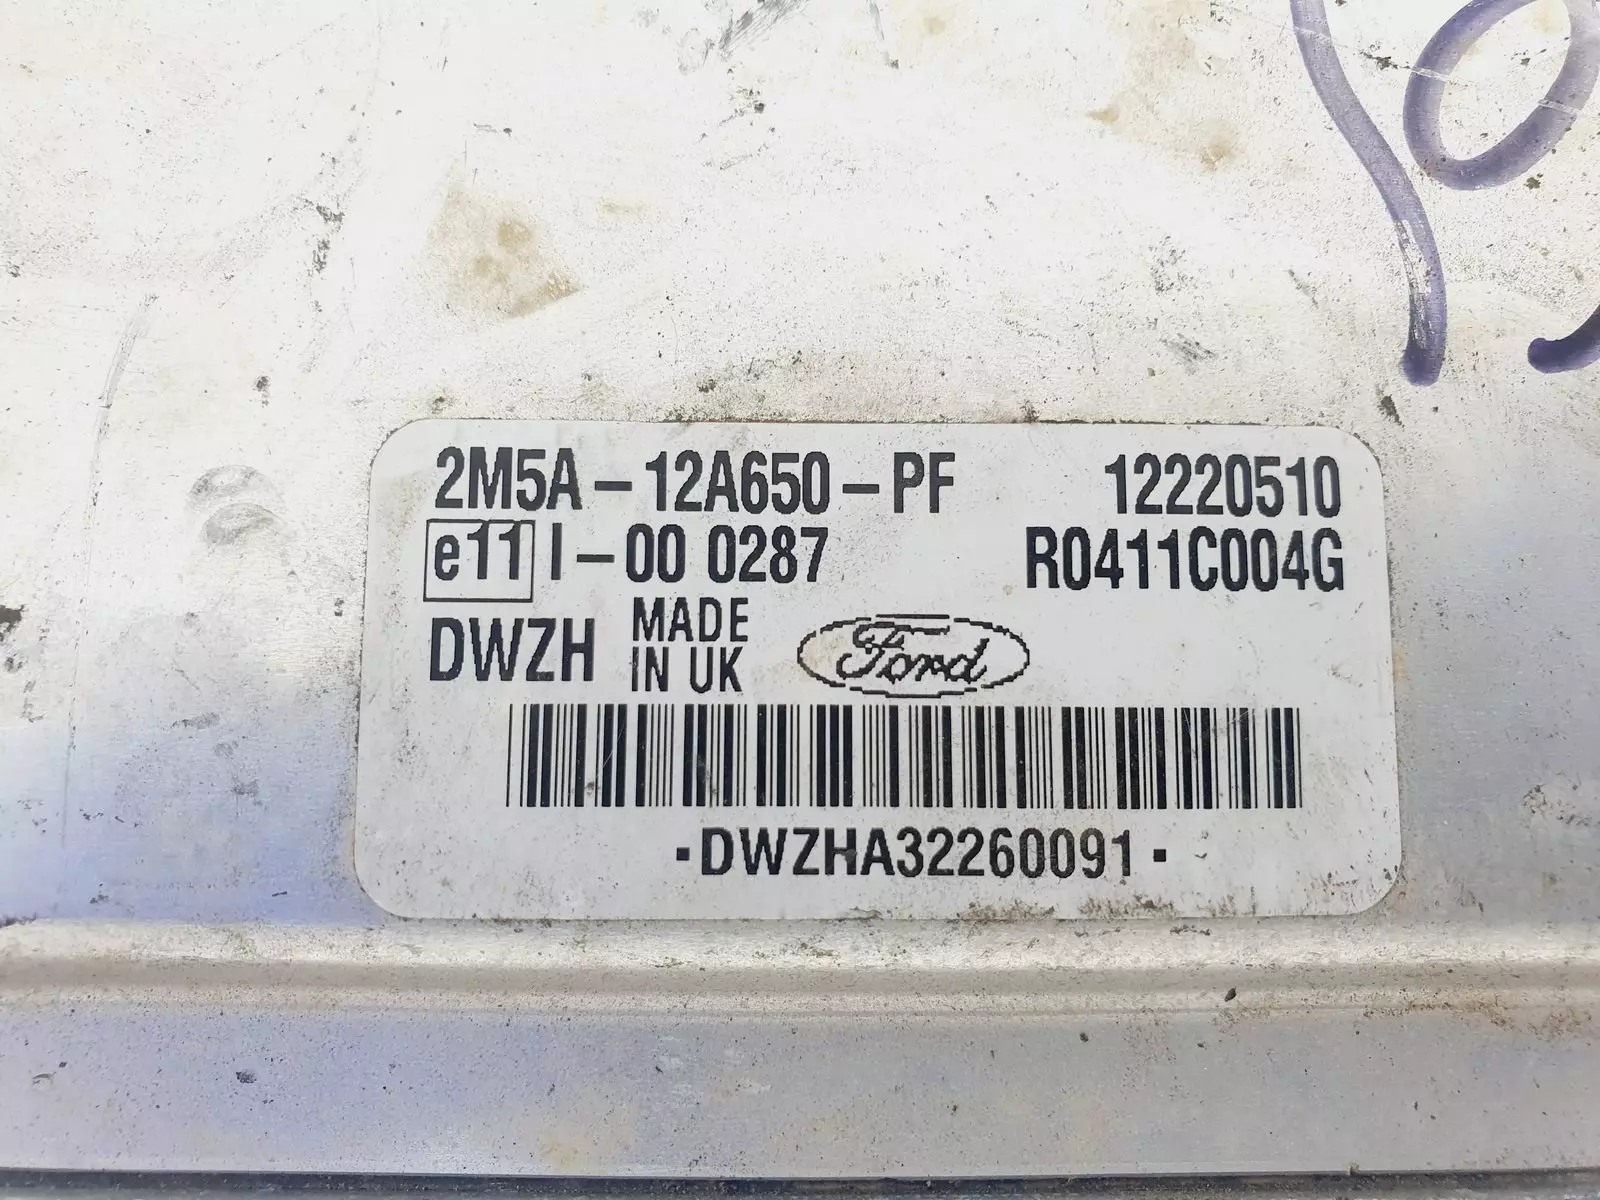 2M5A-12A650-PF 12220510
e11 I-00 0287 R0411C004G
DWZH MADE IN UK Ford
-DWZHA32260091-